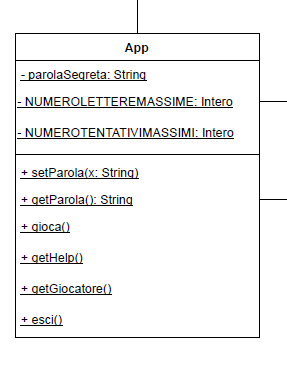 App
- parolaSegreta: String
- NUMEROLETTEREMASSIME: Intero
- NUMEROTENTATIVIMASSIMI: Intero
+ setParola(x: String)
+ getParola(): String
+ gioca()
+ getHelp()
+ getGiocatore()
+ esci()